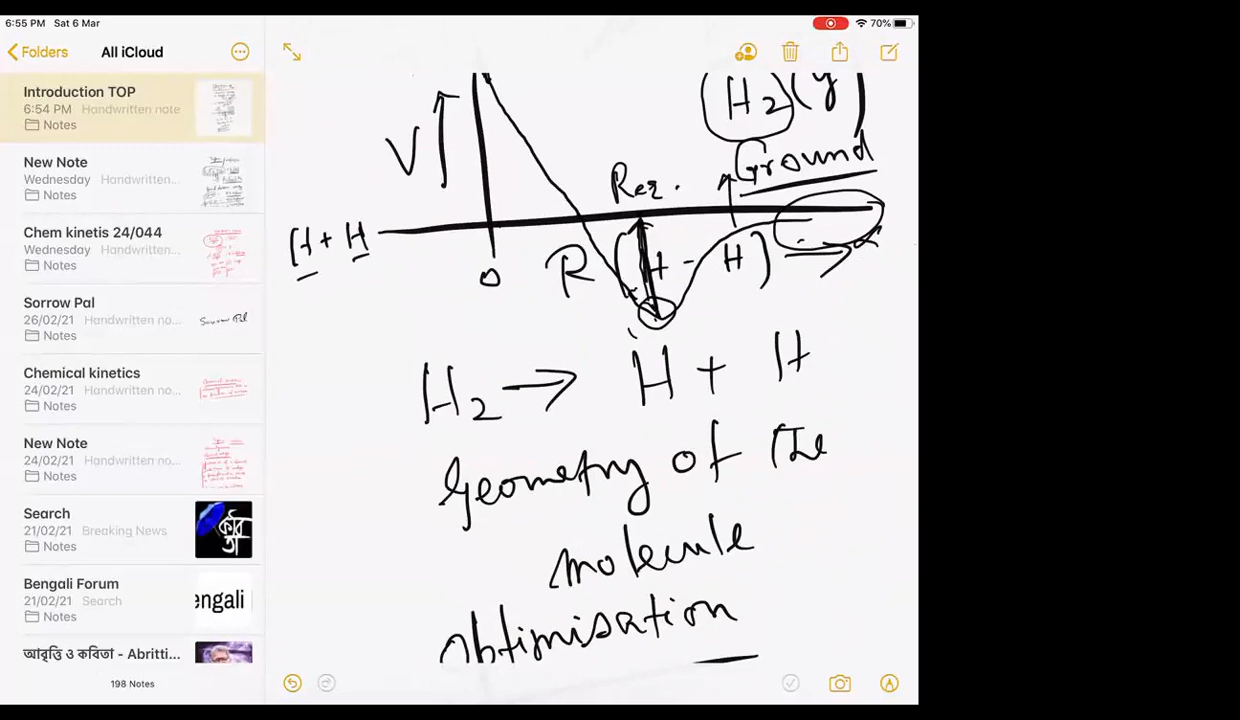 6:55 PM Sat 6 Mar
70%
Folders
All iCloud
Introduction TOP
6:54 PM Handwritten note
Notes
New Note
Wednesday Handwritten...
Notes
Chem kinetis 24/044
Wednesday Handwritten...
Notes
Sorrow Pal
26/02/21 Handwritten no...
Notes
Chemical kinetics
24/02/21 Handwritten no...
Notes
New Note
24/02/21 Handwritten no...
Notes
Search
21/02/21 Breaking News
Notes
Bengali Forum
21/02/21 Search
Notes
আবৃত্তি ও কবিতা - Abritti...
198 Notes
H2 (g)
Ground
V
Req.
H + H
0
R (H - H)
H2 → H + H
Geometry of the
molecule
optimisation